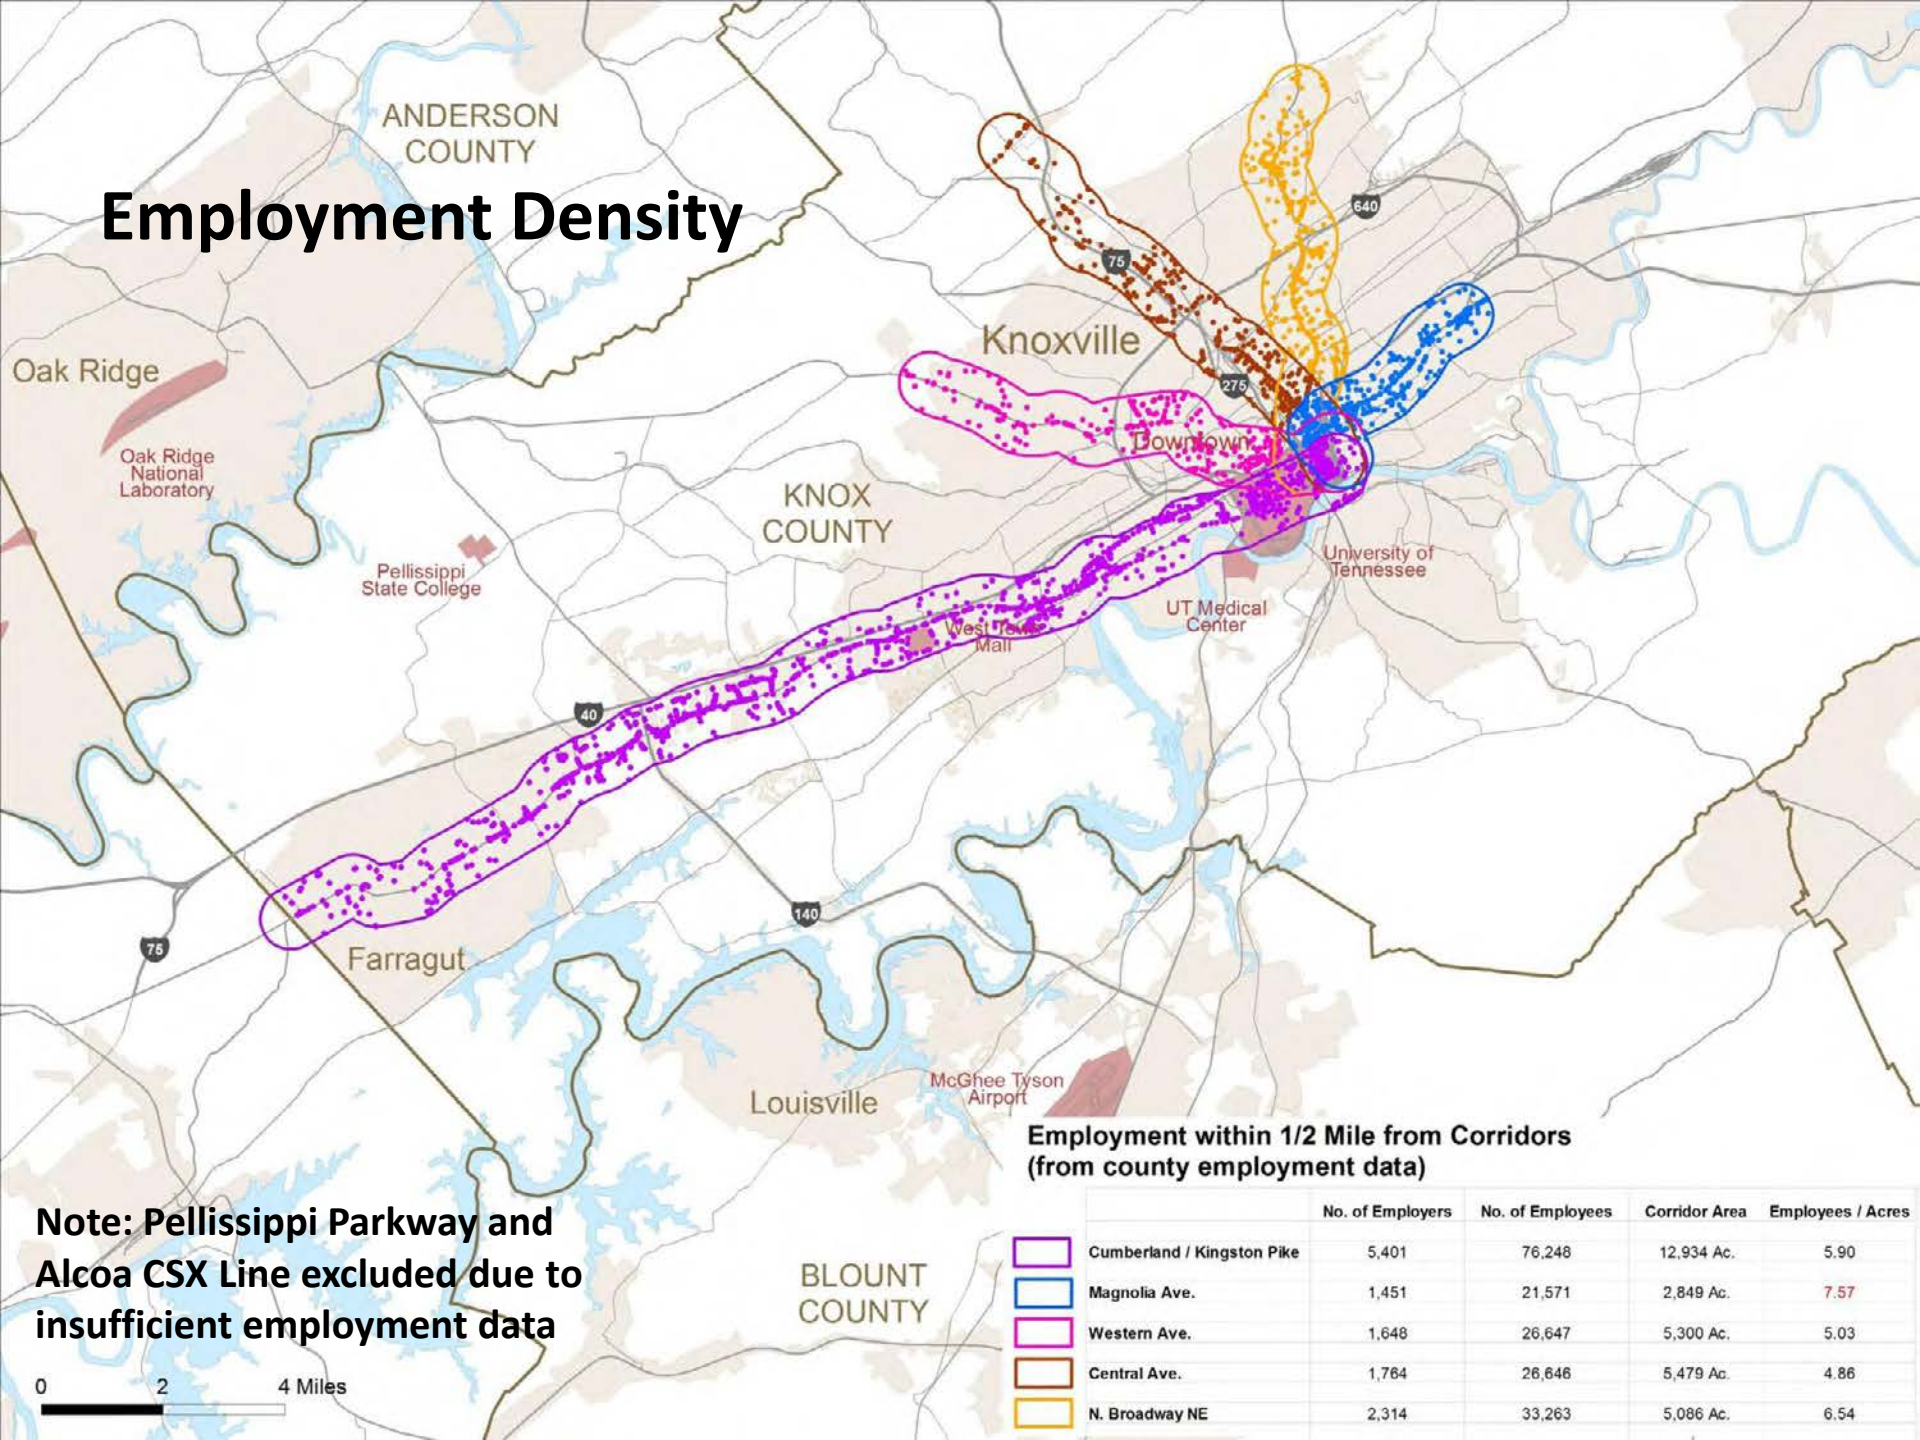 ANDERSON
COUNTY
Employment Density
640
75
Knoxville
Oak Ridge
275
Downtown
Oak Ridge
National
Laboratory
KNOX
COUNTY
Pellissippi
State College
University of
Tennessee
UT Medical
Center
West Town
Mall
40
140
75
Farragut
McGhee Tyson
Airport
Louisville
Employment within 1/2 Mile from Corridors
(from county employment data)
No. of Employers No. of Employees Corridor Area Employees / Acres
Cumberland / Kingston Pike 5,401 76,248 12,934 Ac. 5.90
Magnolia Ave. 1,451 21,571 2,849 Ac. 7.57
Western Ave. 1,648 26,647 5,300 Ac. 5.03
Central Ave. 1,764 26,646 5,479 Ac. 4.86
N. Broadway NE 2,314 33,263 5,086 Ac. 6.54
Note: Pellissippi Parkway and
Alcoa CSX Line excluded due to
insufficient employment data
BLOUNT
COUNTY
0 2 4 Miles